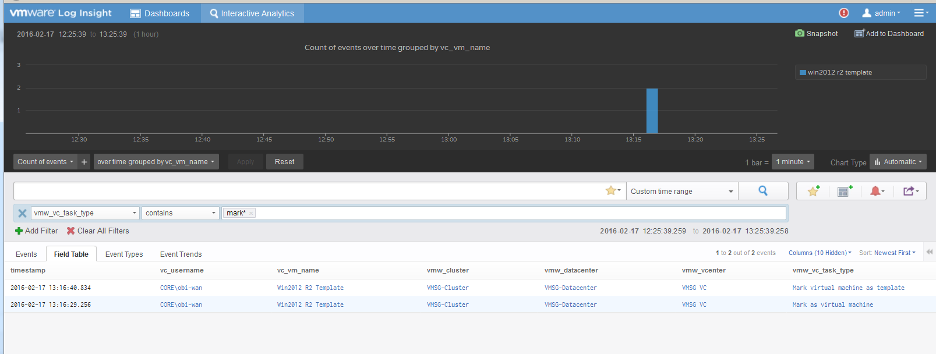 vmware Log Insight Dashboards Interactive Analytics admin
2016-02-17 12:25:39 to 13:25:39 (1 hour)
Snapshot Add to Dashboard
Count of events over time grouped by vc_vm_name
win2012 r2 template
3
2
1
12:30 12:35 12:40 12:45 12:50 12:55 13:00 13:05 13:10 13:15 13:20 13:25
Count of events + over time grouped by vc_vm_name Apply Reset 1 bar = 1 minute Chart Type Automatic
Custom time range
vmw_vc_task_type contains mark*
Add Filter Clear All Filters 2016-02-17 12:25:39.259 to 2016-02-17 13:25:39.258
Events Field Table Event Types Event Trends 1 to 2 out of 2 events Columns (10 Hidden) Sort: Newest First
timestamp vc_username vc_vm_name vmw_cluster vmw_datacenter vmw_vcenter vmw_vc_task_type
2016-02-17 13:16:40.834 CORE\obi-wan Win2012 R2 Template VMSG-Cluster VMSG-Datacenter VMSG VC Mark virtual machine as template
2016-02-17 13:16:29.256 CORE\obi-wan Win2012 R2 Template VMSG-Cluster VMSG-Datacenter VMSG VC Mark as virtual machine